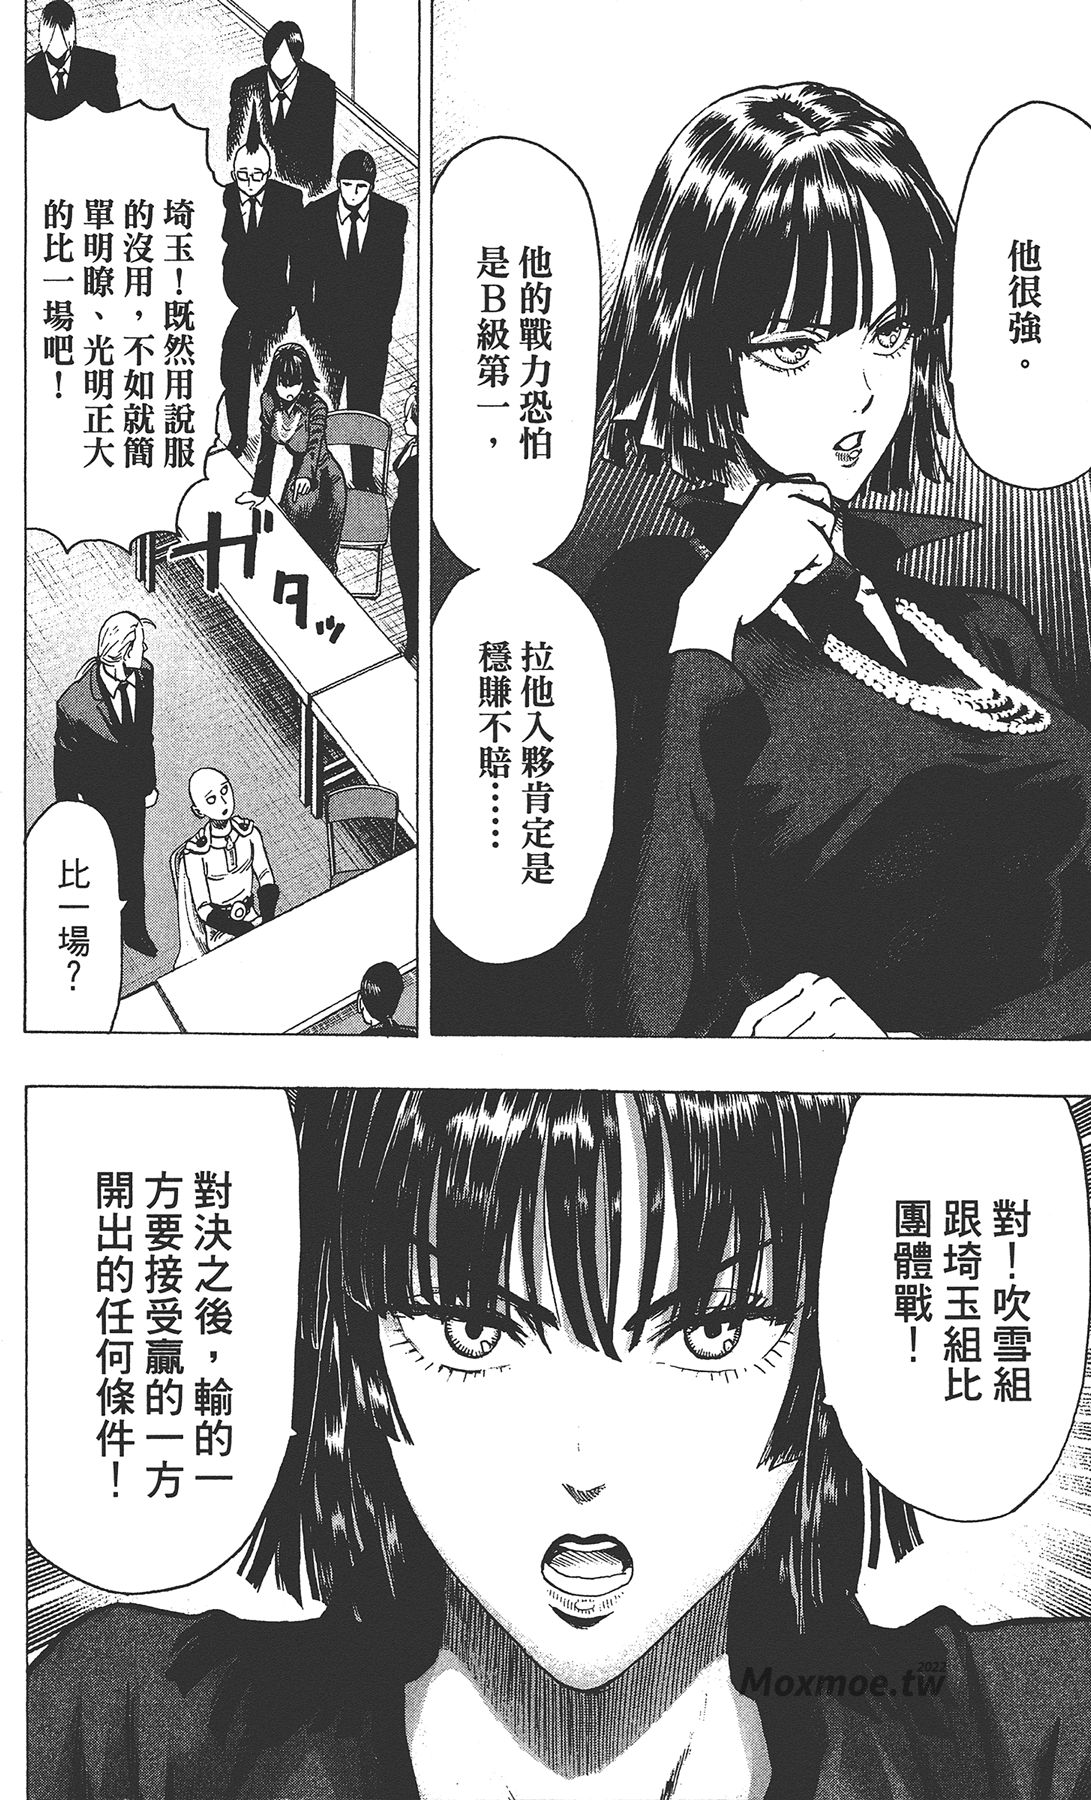 他很強。
他的戰力恐怕
是B級第一，
拉他入夥肯定是
穩賺不賠……
埼玉！既然用說服
的沒用，不如就簡
單明瞭、光明正大
的比一場吧！
ガタッ
比一場？
對！吹雪組
跟埼玉組比
團體戰！
對決之後，輸的一
方要接受贏的一方
開出的任何條件！
2022
Moxmoe.tw